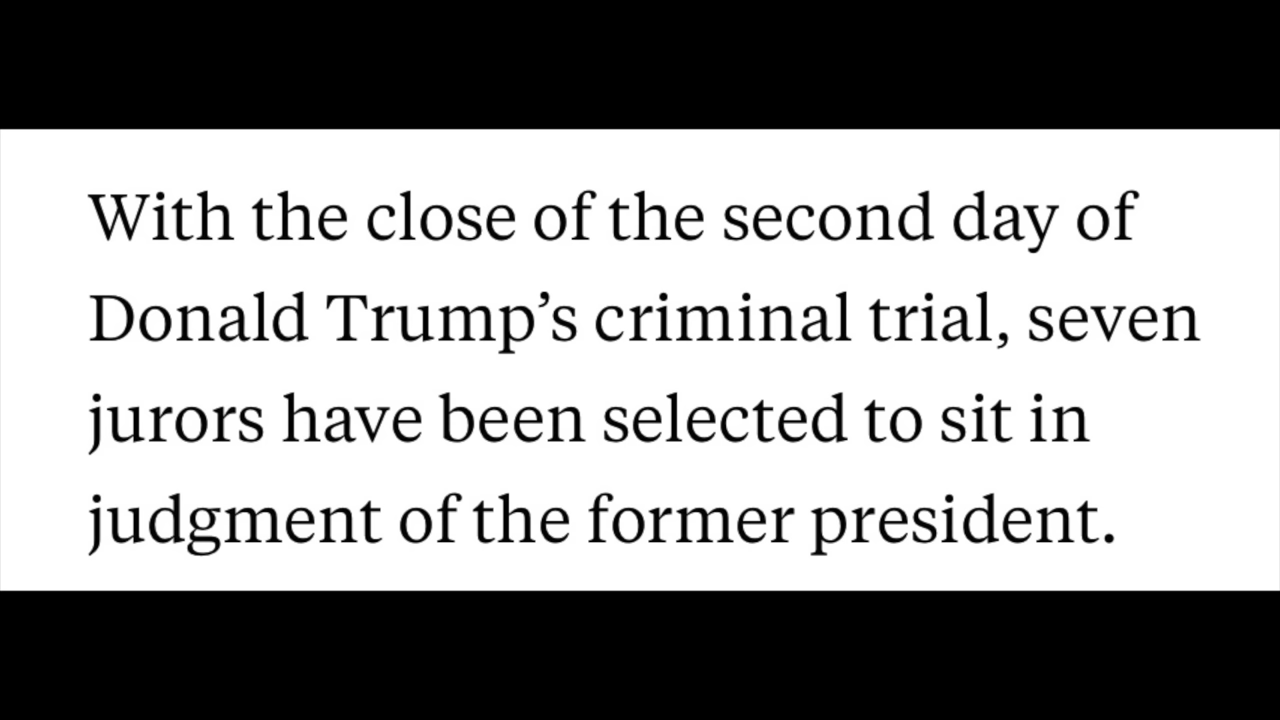 With the close of the second day of
Donald Trump’s criminal trial, seven
jurors have been selected to sit in
judgment of the former president.